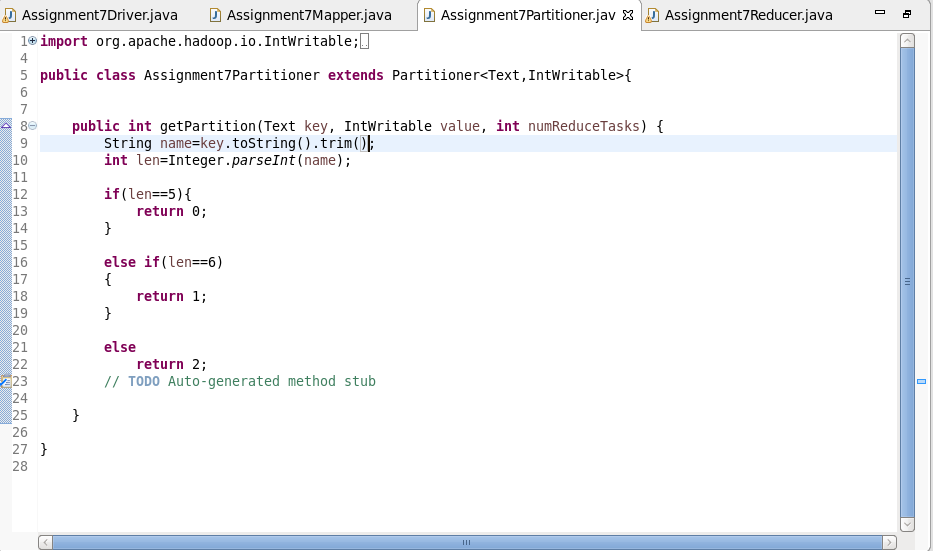 Assignment7Driver.java Assignment7Mapper.java Assignment7Partitioner.jav Assignment7Reducer.java
1 import org.apache.hadoop.io.IntWritable;
4
5 public class Assignment7Partitioner extends Partitioner<Text,IntWritable>{
6
7
8 public int getPartition(Text key, IntWritable value, int numReduceTasks) {
9 String name=key.toString().trim();
10 int len=Integer.parseInt(name);
11
12 if(len==5){
13 return 0;
14 }
15
16 else if(len==6)
17 {
18 return 1;
19 }
20
21 else
22 return 2;
23 // TODO Auto-generated method stub
24
25 }
26
27 }
28